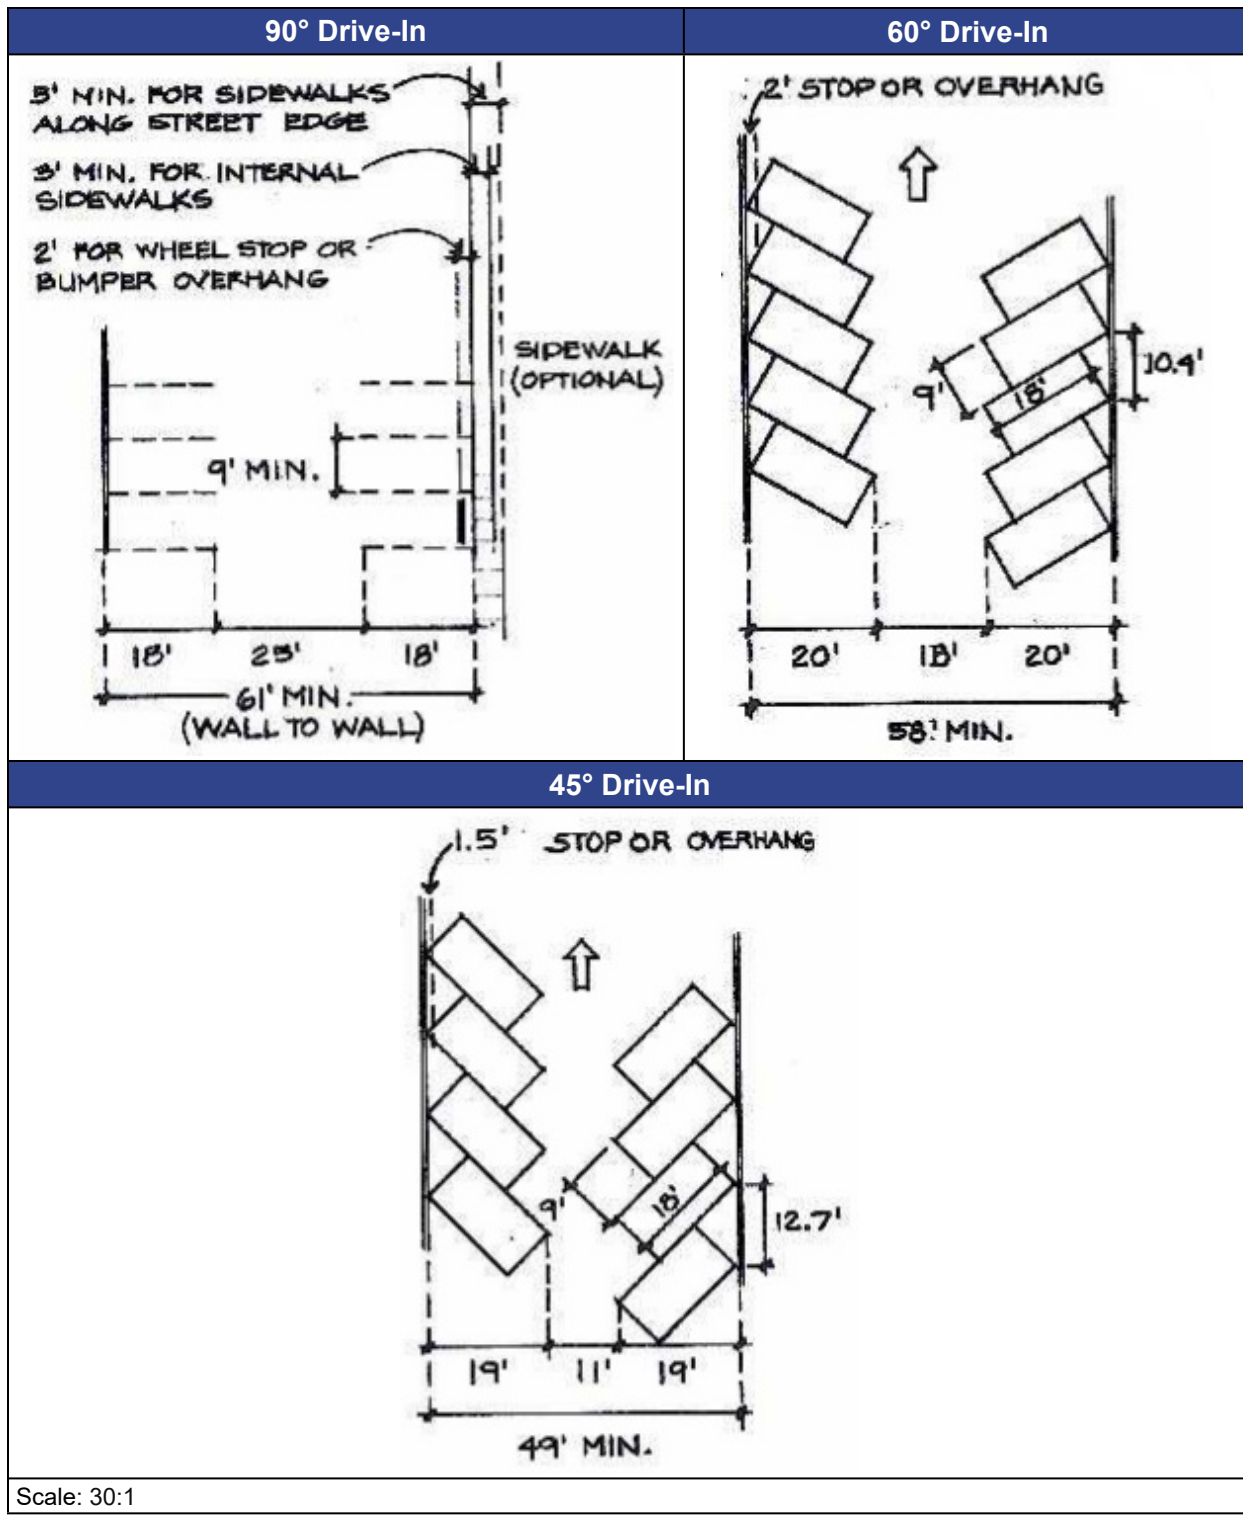 90° Drive-In
5' MIN. FOR SIDEWALKS
ALONG STREET EDGE
3' MIN. FOR INTERNAL
SIDEWALKS
2' FOR WHEEL STOP OR
BUMPER OVERHANG
SIDEWALK
(OPTIONAL)
9' MIN.
18'
25'
18'
61' MIN.
(WALL TO WALL)
60° Drive-In
2' STOP OR OVERHANG
10.4'
9'
18'
20'
18'
20'
58' MIN.
45° Drive-In
1.5' STOP OR OVERHANG
9'
18'
12.7'
19'
11'
19'
49' MIN.
Scale: 30:1